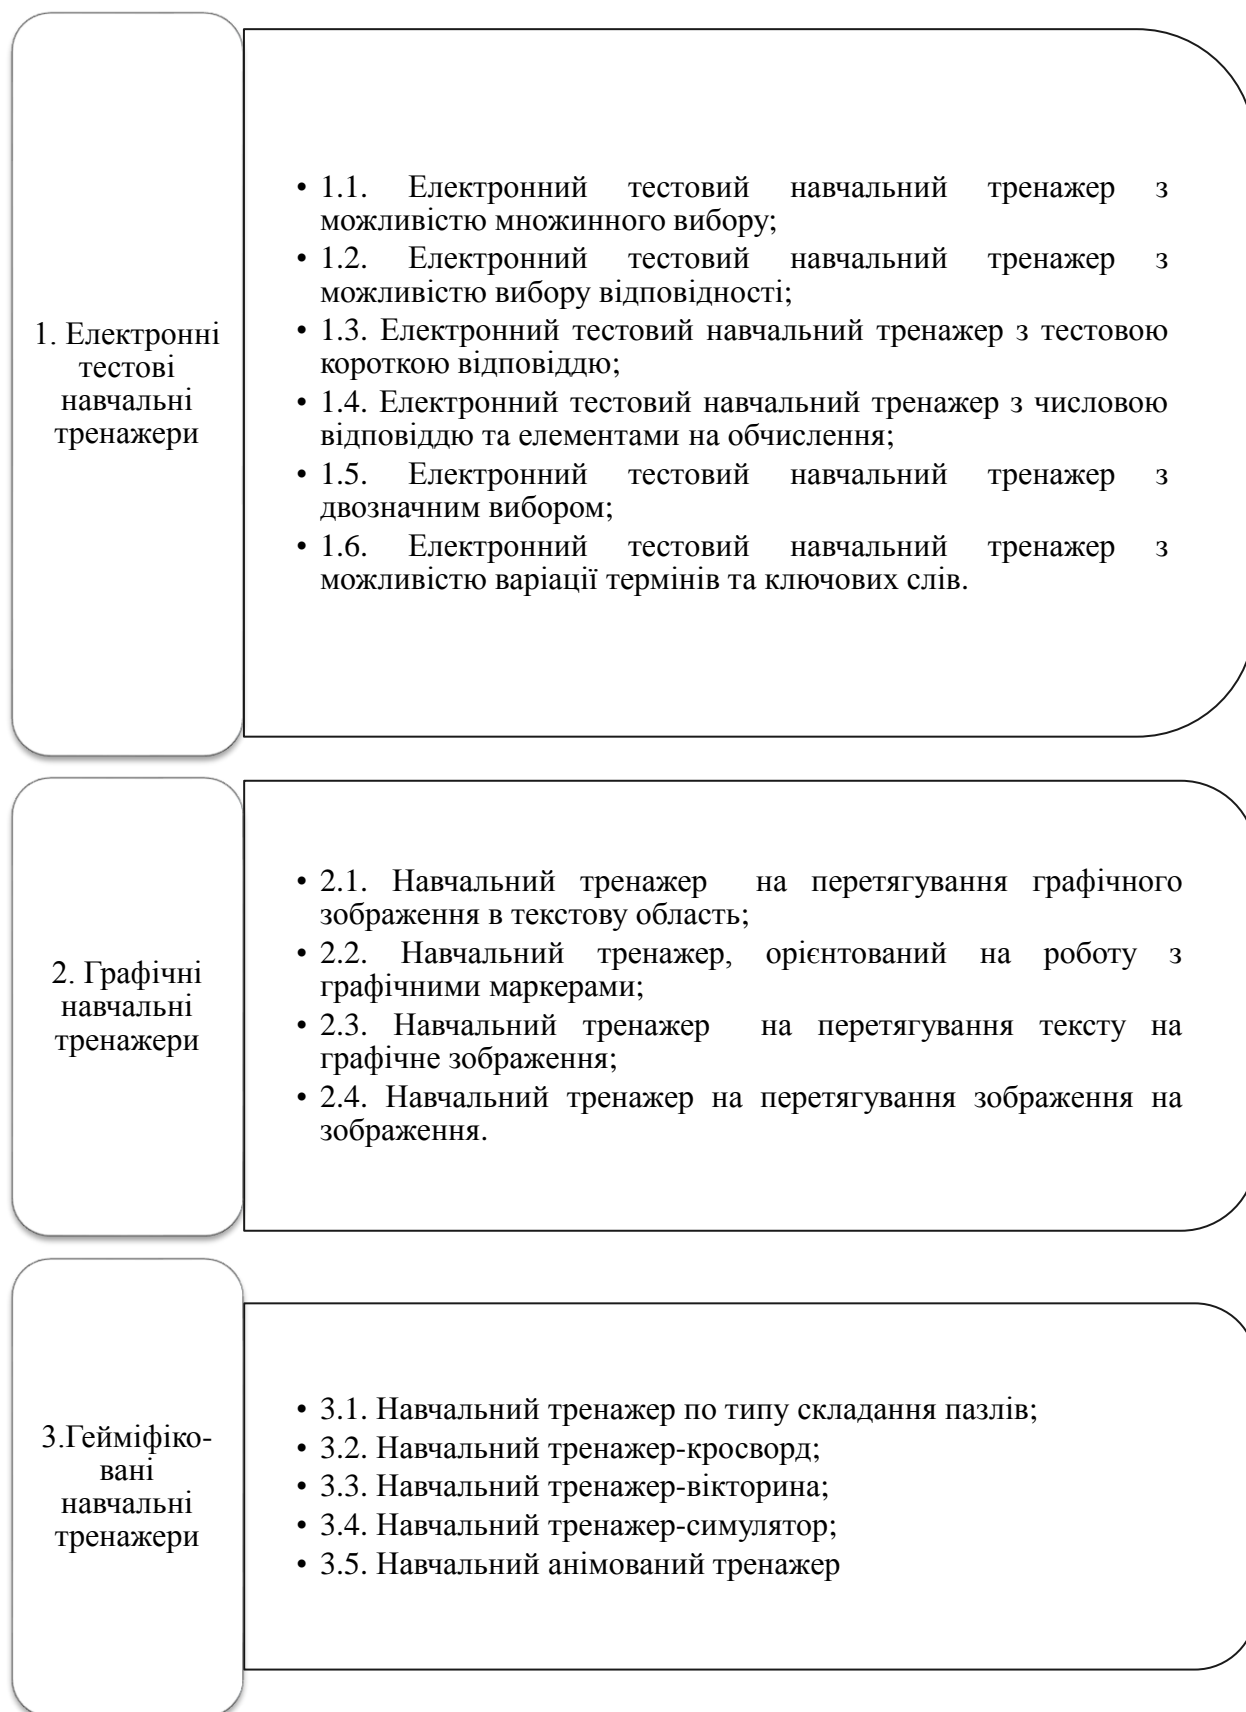 1. Електронні
тестові
навчальні
тренажери
• 1.1. Електронний тестовий навчальний тренажер з
можливістю множинного вибору;
• 1.2. Електронний тестовий навчальний тренажер з
можливістю вибору відповідності;
• 1.3. Електронний тестовий навчальний тренажер з тестовою
короткою відповіддю;
• 1.4. Електронний тестовий навчальний тренажер з числовою
відповіддю та елементами на обчислення;
• 1.5. Електронний тестовий навчальний тренажер з
двозначним вибором;
• 1.6. Електронний тестовий навчальний тренажер з
можливістю варіації термінів та ключових слів.
2. Графічні
навчальні
тренажери
• 2.1. Навчальний тренажер на перетягування графічного
зображення в текстову область;
• 2.2. Навчальний тренажер, орієнтований на роботу з
графічними маркерами;
• 2.3. Навчальний тренажер на перетягування тексту на
графічне зображення;
• 2.4. Навчальний тренажер на перетягування зображення на
зображення.
3.Гейміфіко-
вані
навчальні
тренажери
• 3.1. Навчальний тренажер по типу складання пазлів;
• 3.2. Навчальний тренажер-кросворд;
• 3.3. Навчальний тренажер-вікторина;
• 3.4. Навчальний тренажер-симулятор;
• 3.5. Навчальний анімований тренажер